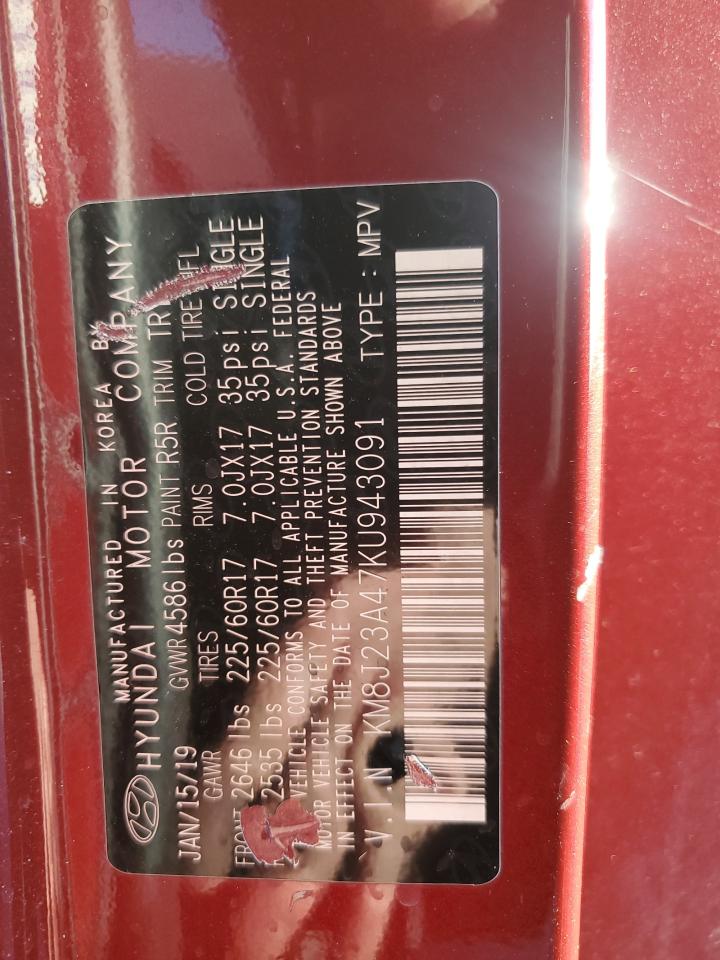 MANUFACTURED IN KOREA BY
HYUNDAI MOTOR COMPANY
JAN/15/19 GVWR 4586 lbs PAINT R5R TRIM
GAWR TIRES RIMS COLD TIRE INFL
FRONT 2646 lbs 225/60R17 7.0JX17 35psi SINGLE
2535 lbs 225/60R17 7.0JX17 35psi SINGLE
VEHICLE CONFORMS TO ALL APPLICABLE U.S.A. FEDERAL
MOTOR VEHICLE SAFETY AND THEFT PREVENTION STANDARDS
IN EFFECT ON THE DATE OF MANUFACTURE SHOWN ABOVE
V.I.N KM8J23A47KU943091 TYPE : MPV